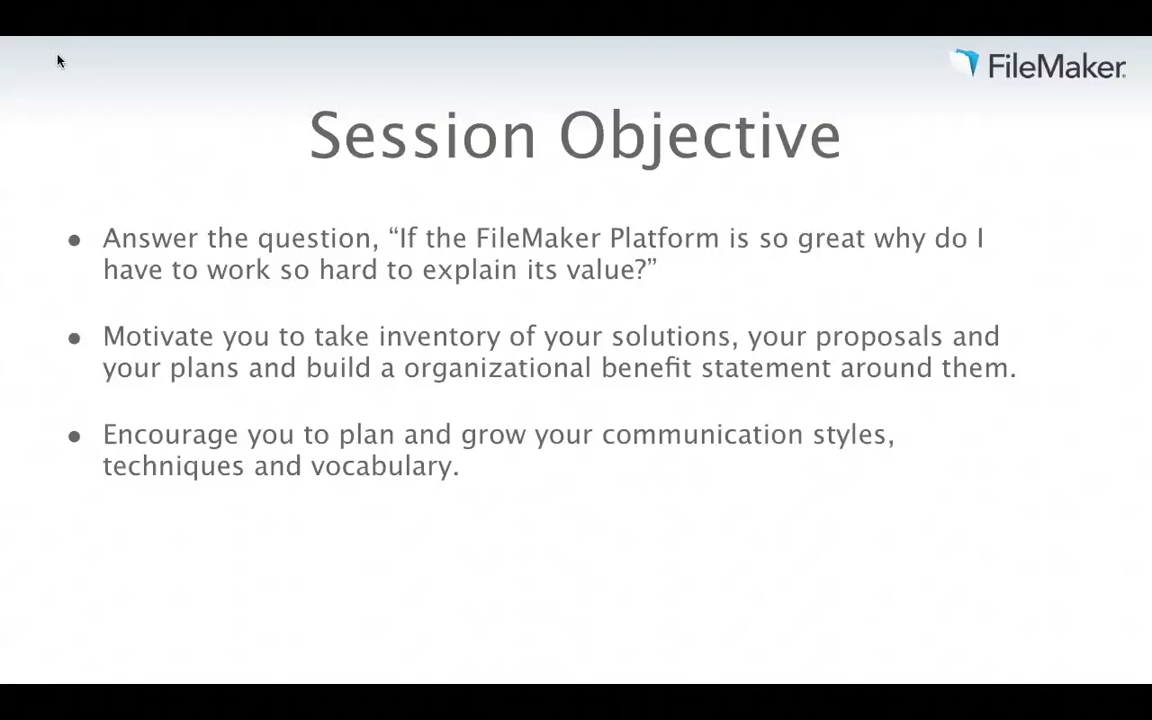 FileMaker
Session Objective
• Answer the question, “If the FileMaker Platform is so great why do I
have to work so hard to explain its value?”
• Motivate you to take inventory of your solutions, your proposals and
your plans and build a organizational benefit statement around them.
• Encourage you to plan and grow your communication styles,
techniques and vocabulary.